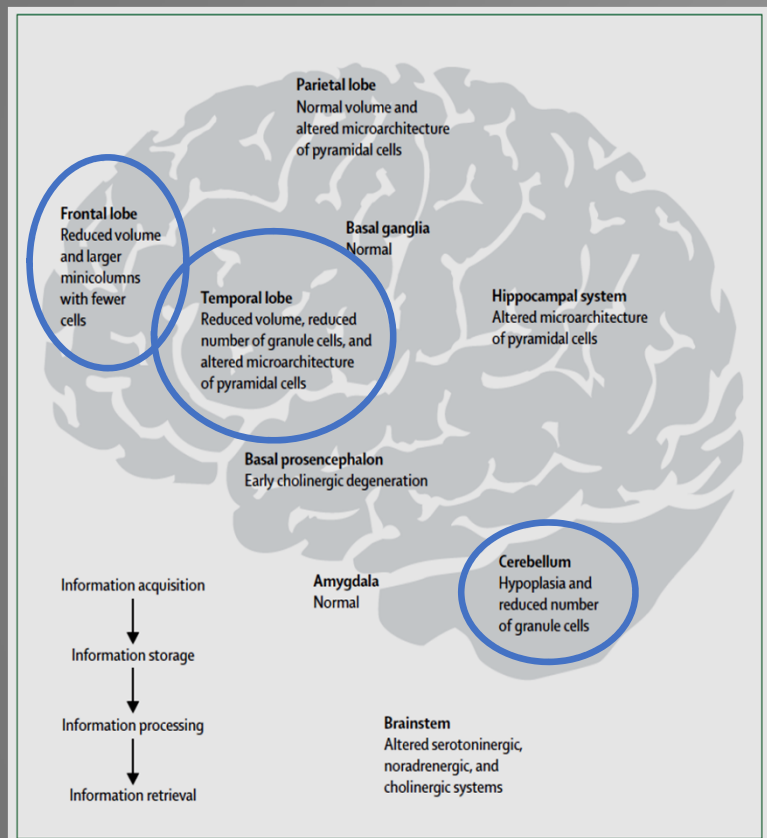 Parietal lobe
Normal volume and
altered microarchitecture
of pyramidal cells
Frontal lobe
Reduced volume
and larger
minicolumns
with fewer
cells
Basal ganglia
Normal
Temporal lobe
Reduced volume, reduced
number of granule cells, and
altered microarchitecture
of pyramidal cells
Hippocampal system
Altered microarchitecture
of pyramidal cells
Basal prosencephalon
Early cholinergic degeneration
Cerebellum
Hypoplasia and
reduced number
of granule cells
Amygdala
Normal
Information acquisition
Information storage
Information processing
Information retrieval
Brainstem
Altered serotoninergic,
noradrenergic, and
cholinergic systems